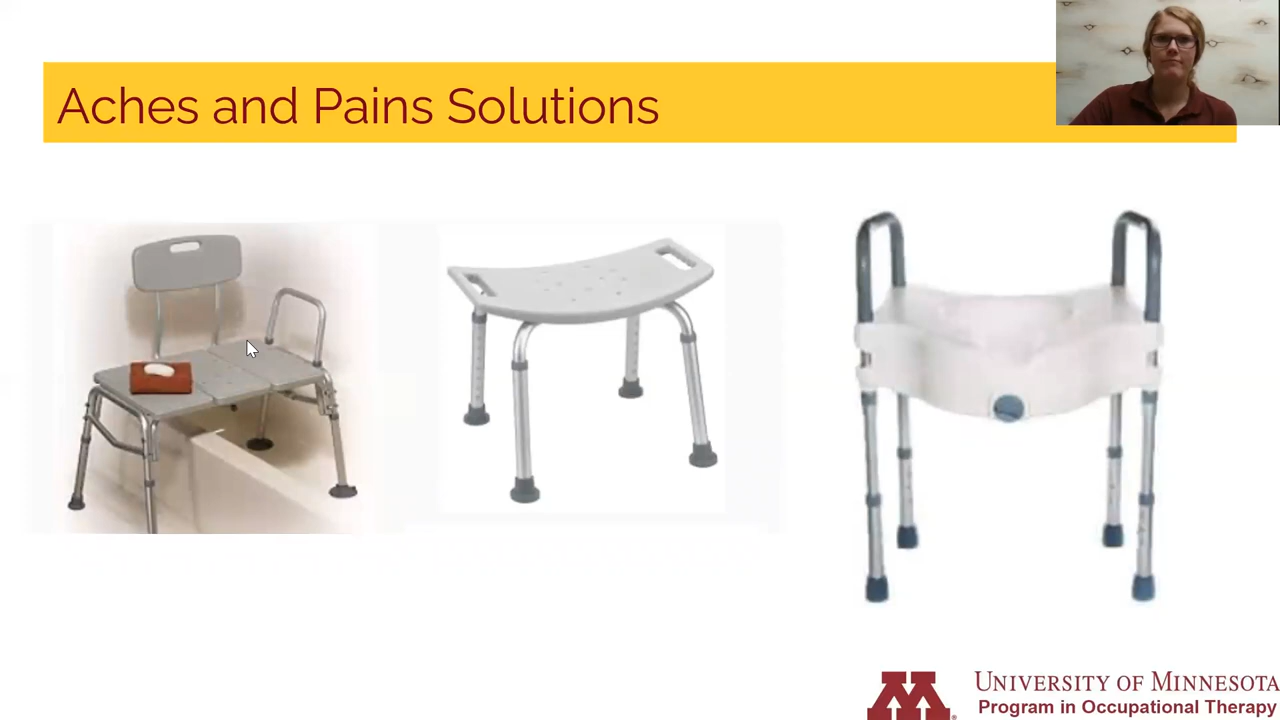 Aches and Pains Solutions
UNIVERSITY OF MINNESOTA
Program in Occupational Therapy